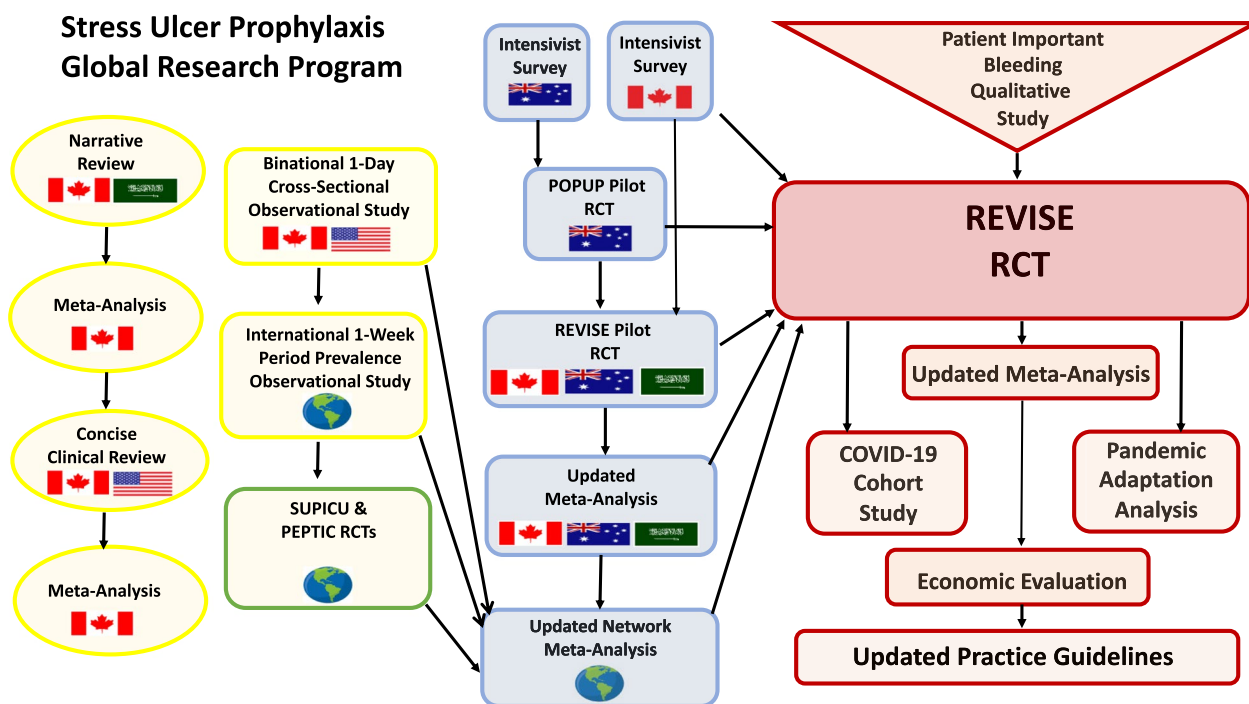 Stress Ulcer Prophylaxis
Global Research Program
Narrative
Review
Meta-Analysis
Concise
Clinical Review
Meta-Analysis
Binational 1-Day
Cross-Sectional
Observational Study
International 1-Week
Period Prevalence
Observational Study
SUPICU &
PEPTIC RCTs
Intensivist
Survey
Intensivist
Survey
POPUP Pilot
RCT
REVISE Pilot
RCT
Updated
Meta-Analysis
Updated Network
Meta-Analysis
Patient Important
Bleeding
Qualitative
Study
REVISE
RCT
Updated Meta-Analysis
COVID-19
Cohort
Study
Pandemic
Adaptation
Analysis
Economic Evaluation
Updated Practice Guidelines